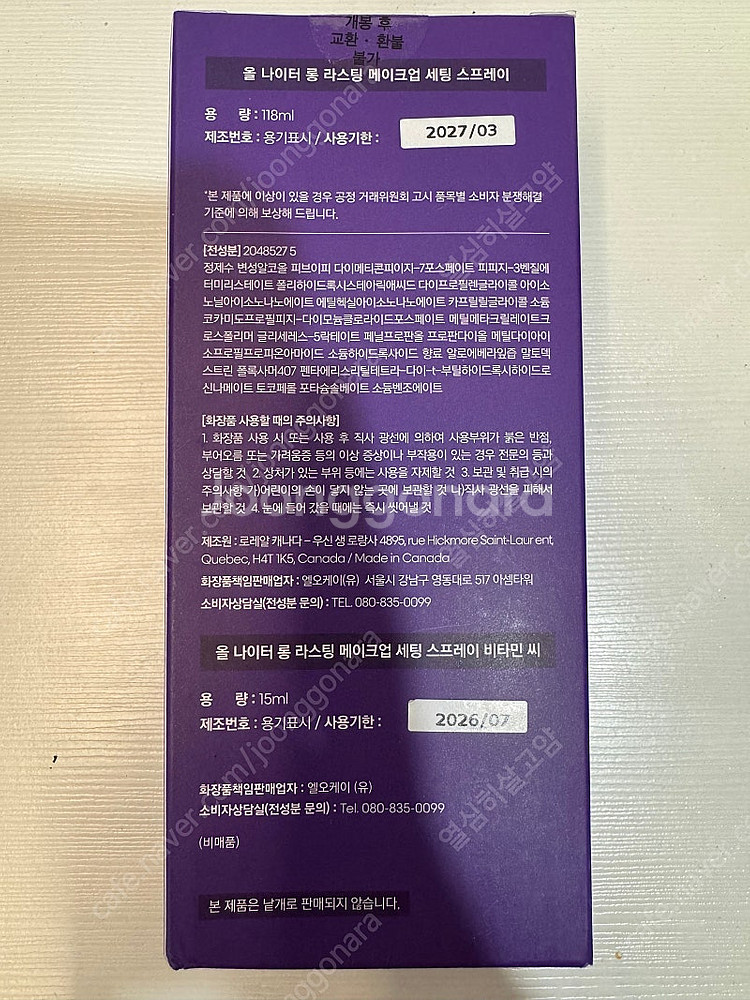 개봉 후
교환 · 환불
불가
올 나이터 롱 라스팅 메이크업 세팅 스프레이
용 량 : 118ml
제조번호 : 용기표시 / 사용기한 :
2027/03
*본 제품에 이상이 있을 경우 공정 거래위원회 고시 품목별 소비자 분쟁해결
기준에 의해 보상해 드립니다.
[전성분] 2048527 5
정제수 변성알코올 피브이피 다이메티콘피이지-7포스페이트 피피지-3벤질에
터미리스테이트 폴리하이드록시스테아릭애씨드 다이프로필렌글라이콜 아이소
노닐아이소노나노에이트 에틸헥실아이소노나노에이트 카프릴릴글라이콜 소듐
코카미도프로필피지-다이모늄클로라이드포스페이트 메틸메타크릴레이트크
로스폴리머 글리세레스-5락테이트 페닐프로판올 프로판다이올 메틸다이아이
소프로필프로피온아마이드 소듐하이드록사이드 향료 알로에베라잎즙 말토덱
스트린 폴록사머407 펜타에리스리틸테트라-다이-t-부틸하이드록시하이드로
신나메이트 토코페롤 포타슘솔베이트 소듐벤조에이트
[화장품 사용할 때의 주의사항]
1. 화장품 사용 시 또는 사용 후 직사 광선에 의하여 사용부위가 붉은 반점,
부어오름 또는 가려움증 등의 이상 증상이나 부작용이 있는 경우 전문의 등과
상담할 것 2. 상처가 있는 부위 등에는 사용을 자제할 것 3. 보관 및 취급 시의
주의사항 가)어린이의 손이 닿지 않는 곳에 보관할 것 나)직사 광선을 피해서
보관할 것 4. 눈에 들어 갔을 때에는 즉시 씻어낼 것
제조원 : 로레알 캐나다 – 우신 생 로랑사 4895, rue Hickmore Saint-Laurent,
Quebec, H4T 1K5, Canada / Made in Canada
화장품책임판매업자 : 엘오케이(유) 서울시 강남구 영동대로 517 아셈타워
소비자상담실(전성분 문의) : TEL. 080-835-0099
올 나이터 롱 라스팅 메이크업 세팅 스프레이 비타민 씨
용 량 : 15ml
제조번호 : 용기표시 / 사용기한 :
2026/07
화장품책임판매업자 : 엘오케이 (유)
소비자상담실(전성분 문의) : Tel. 080-835-0099
(비매품)
본 제품은 낱개로 판매되지 않습니다.
joonggonara
cafe.naver.com/joonggonara
열심히살고얌